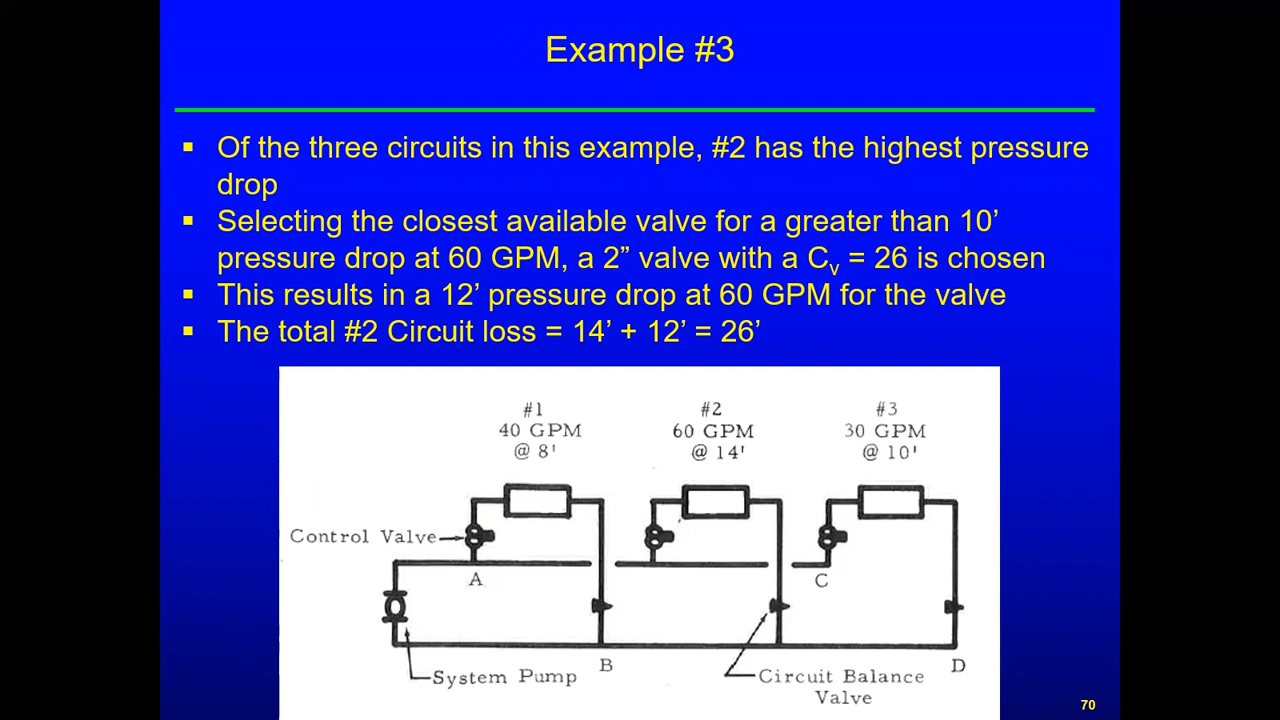 Example #3
▪ Of the three circuits in this example, #2 has the highest pressure
drop
▪ Selecting the closest available valve for a greater than 10’
pressure drop at 60 GPM, a 2” valve with a Cv = 26 is chosen
▪ This results in a 12’ pressure drop at 60 GPM for the valve
▪ The total #2 Circuit loss = 14’ + 12’ = 26’
#1
40 GPM
@ 8'
#2
60 GPM
@ 14'
#3
30 GPM
@ 10'
Control Valve
A
C
System Pump
B
Circuit Balance
Valve
D
70